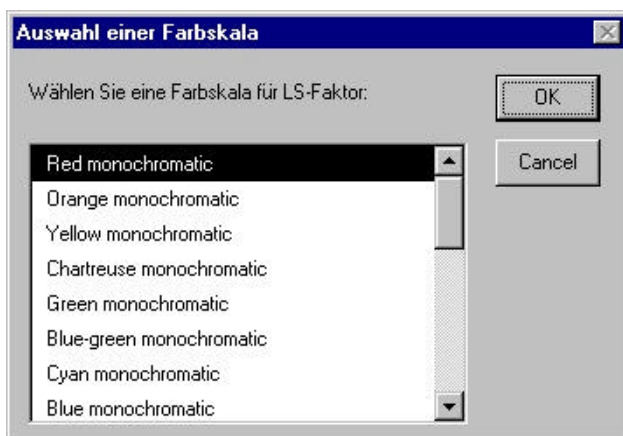 Auswahl einer Farbskala
Wählen Sie eine Farbskala für LS-Faktor:
OK
Cancel
Red monochromatic
Orange monochromatic
Yellow monochromatic
Chartreuse monochromatic
Green monochromatic
Blue-green monochromatic
Cyan monochromatic
Blue monochromatic